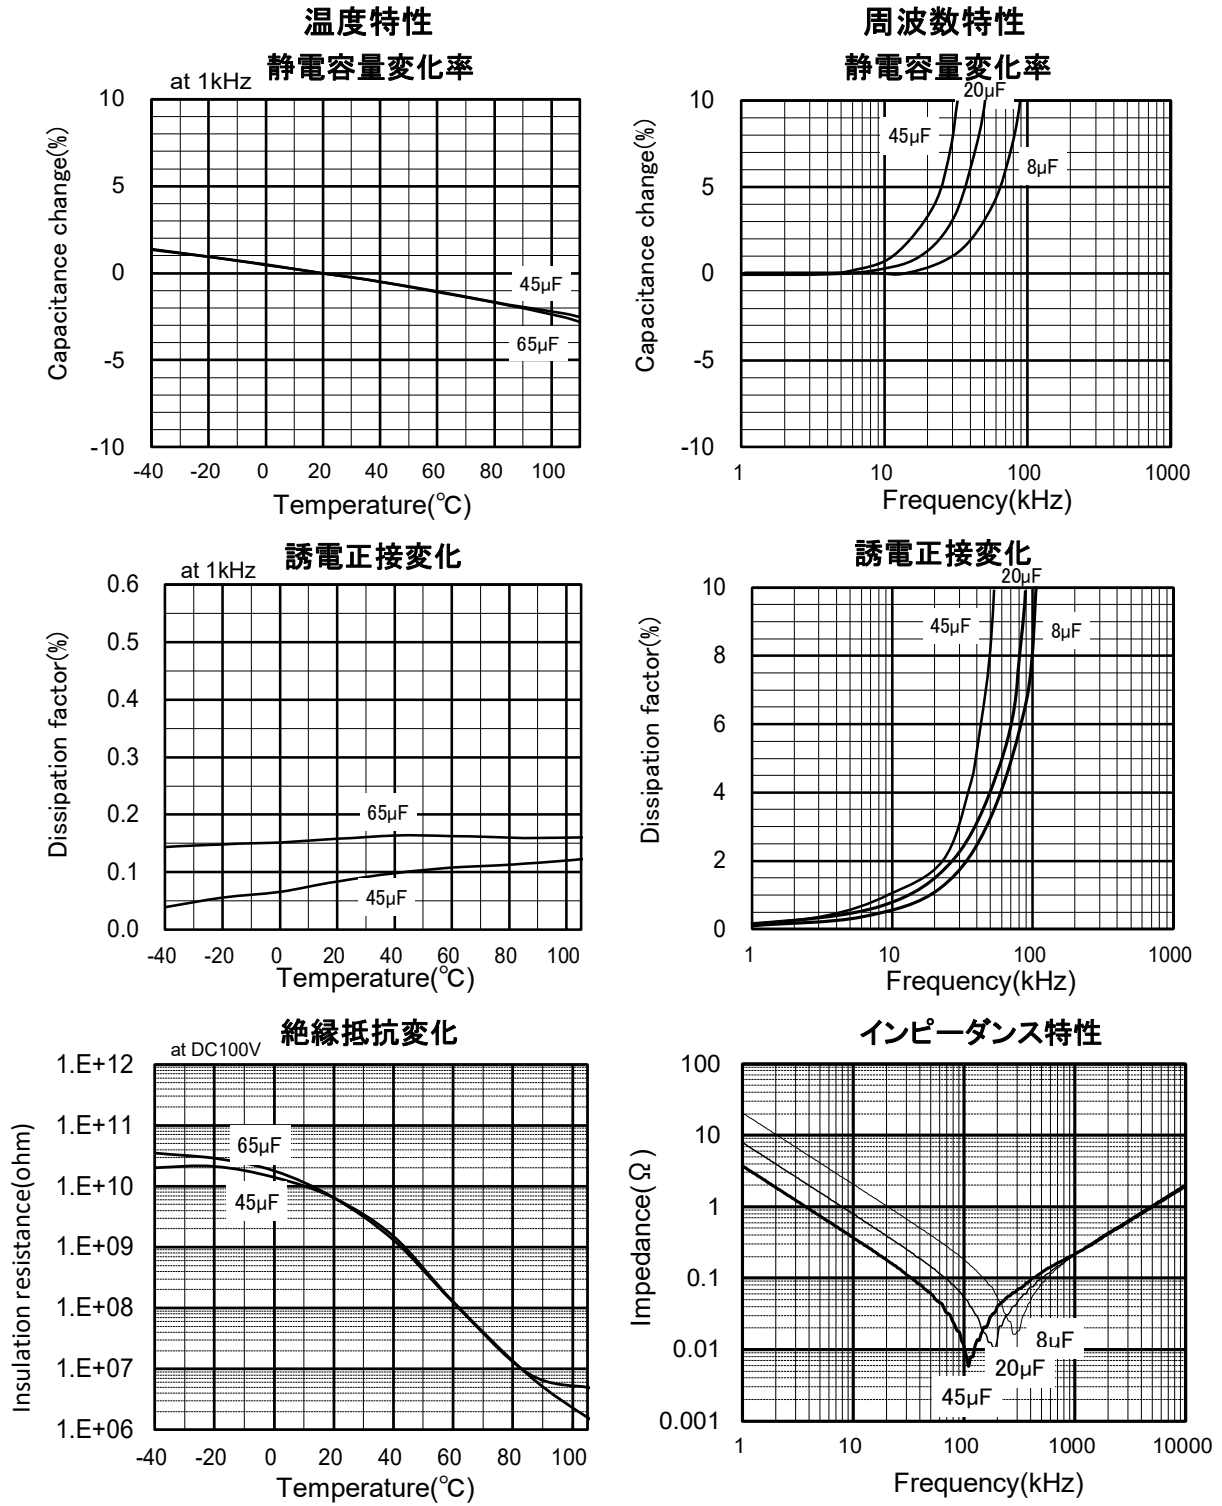 温度特性
静電容量変化率
at 1kHz
10
5
0
-5
-10
Capacitance change(%)
45μF
65μF
-40 -20 0 20 40 60 80 100
Temperature(℃)
周波数特性
静電容量変化率
10
5
0
-5
-10
Capacitance change(%)
20μF
45μF
8μF
1 10 100 1000
Frequency(kHz)
誘電正接変化
at 1kHz
0.6
0.5
0.4
0.3
0.2
0.1
0.0
Dissipation factor(%)
65μF
45μF
-40 -20 0 20 40 60 80 100
Temperature(℃)
誘電正接変化
10
8
6
4
2
0
Dissipation factor(%)
20μF
45μF
8μF
1 10 100 1000
Frequency(kHz)
絶縁抵抗変化
at DC100V
1.E+12
1.E+11
1.E+10
1.E+09
1.E+08
1.E+07
1.E+06
Insulation resistance(ohm)
65μF
45μF
-40 -20 0 20 40 60 80 100
Temperature(℃)
インピーダンス特性
100
10
1
0.1
0.01
0.001
Impedance(Ω)
8μF
20μF
45μF
1 10 100 1000 10000
Frequency(kHz)